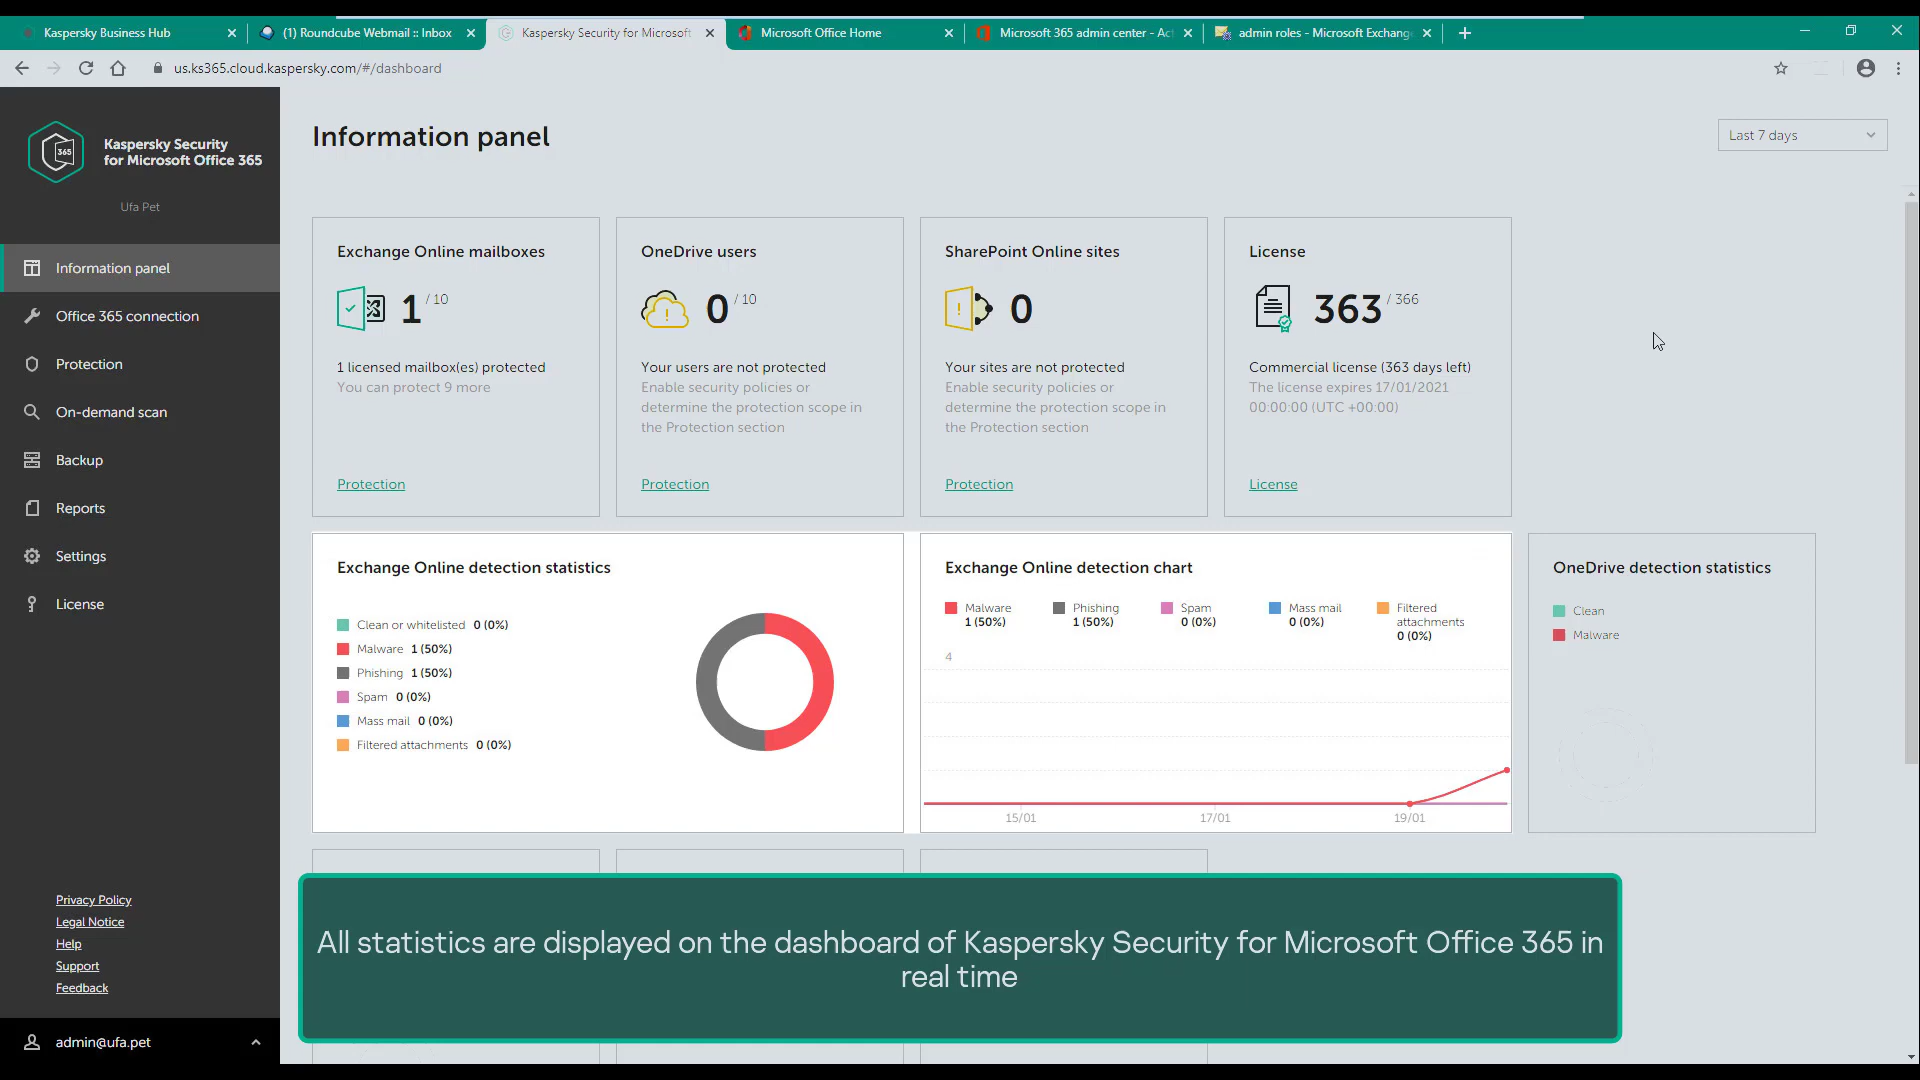 Kaspersky Business Hub
(1) Roundcube Webmail :: Inbox
Kaspersky Security for Microsoft
Microsoft Office Home
Microsoft 365 admin center - Act
admin roles - Microsoft Exchang
us.ks365.cloud.kaspersky.com/#/dashboard
365
Kaspersky Security
for Microsoft Office 365
Ufa Pet
Information panel
Office 365 connection
Protection
On-demand scan
Backup
Reports
Settings
License
Privacy Policy
Legal Notice
Help
Support
Feedback
admin@ufa.pet
Information panel
Last 7 days
Exchange Online mailboxes
1 / 10
1 licensed mailbox(es) protected
You can protect 9 more
Protection
OneDrive users
0 / 10
Your users are not protected
Enable security policies or
determine the protection scope in
the Protection section
Protection
SharePoint Online sites
0
Your sites are not protected
Enable security policies or
determine the protection scope in
the Protection section
Protection
License
363 / 366
Commercial license (363 days left)
The license expires 17/01/2021
00:00:00 (UTC +00:00)
License
Exchange Online detection statistics
Clean or whitelisted 0 (0%)
Malware 1 (50%)
Phishing 1 (50%)
Spam 0 (0%)
Mass mail 0 (0%)
Filtered attachments 0 (0%)
Exchange Online detection chart
Malware
1 (50%)
Phishing
1 (50%)
Spam
0 (0%)
Mass mail
0 (0%)
Filtered
attachments
0 (0%)
4
15/01
17/01
19/01
OneDrive detection statistics
Clean
Malware
All statistics are displayed on the dashboard of Kaspersky Security for Microsoft Office 365 in
real time